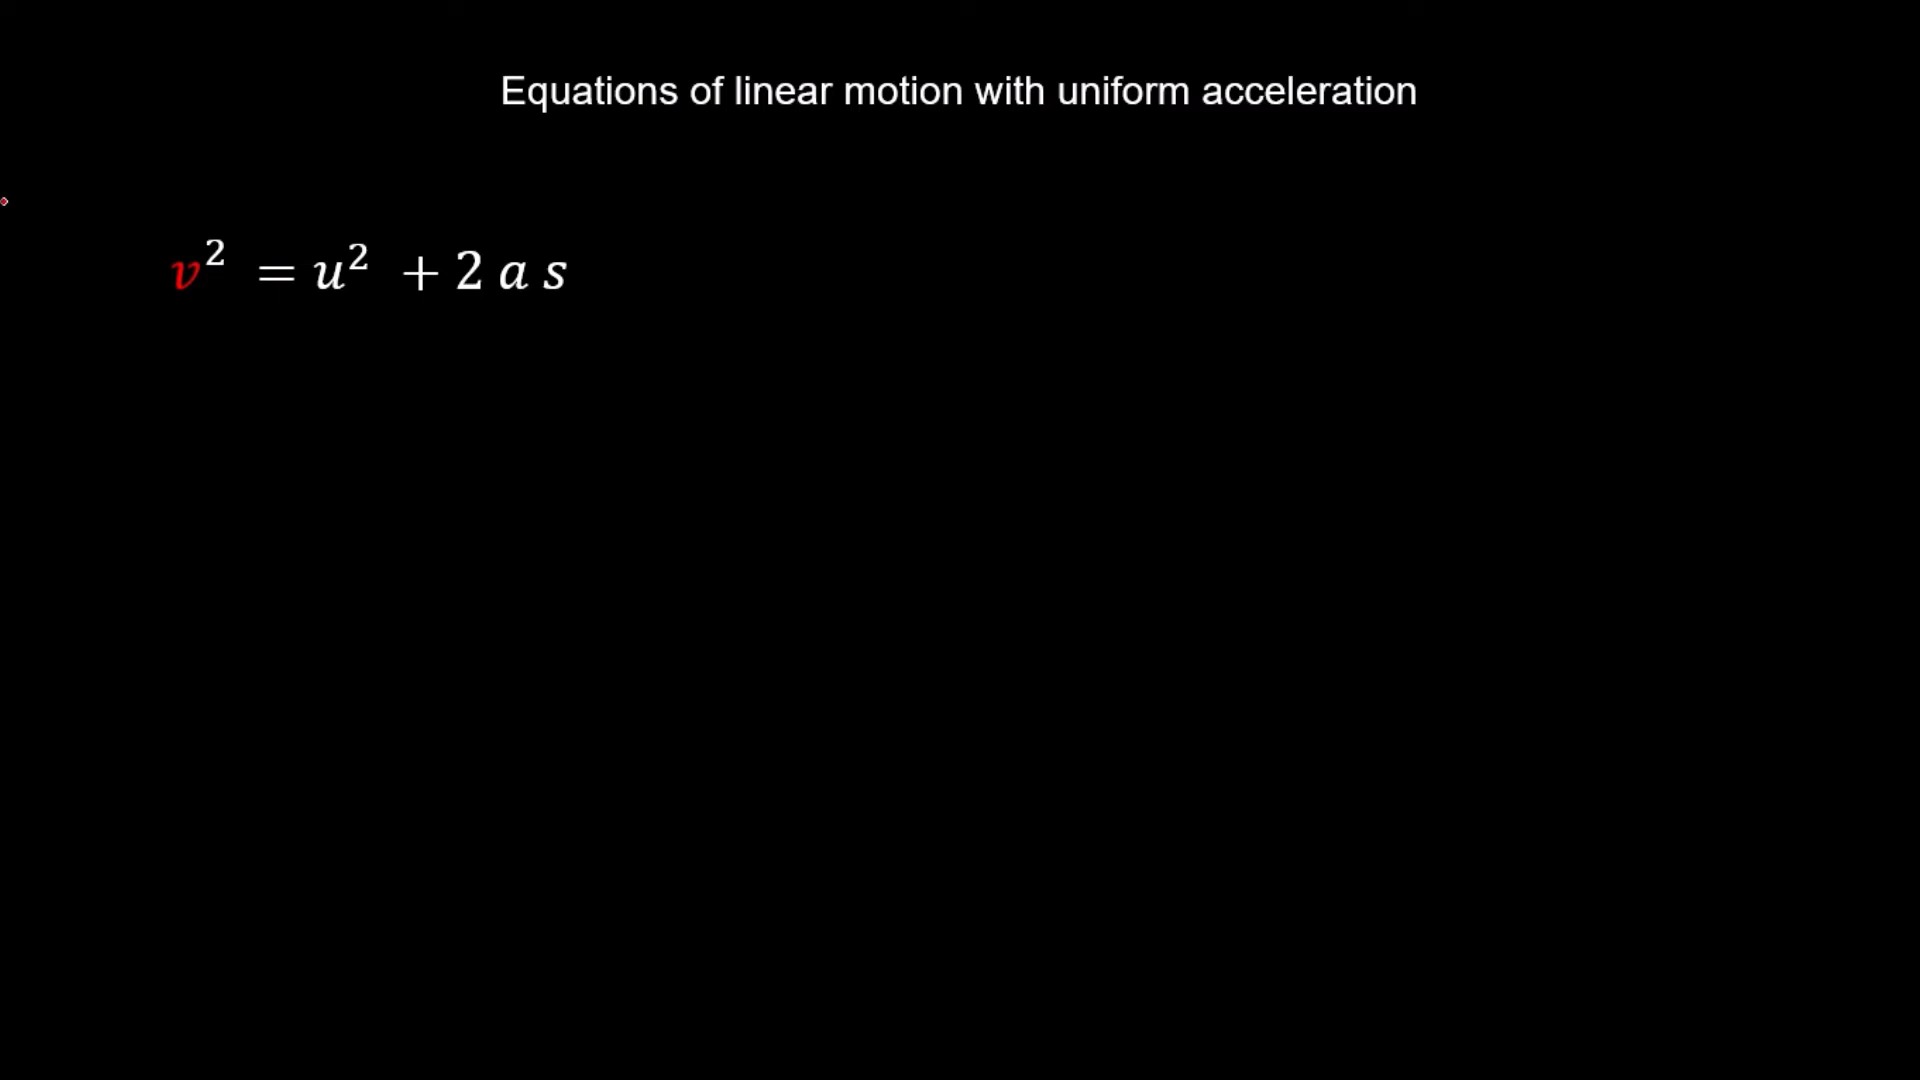 Equations of linear motion with uniform acceleration
v² = u² + 2 a s